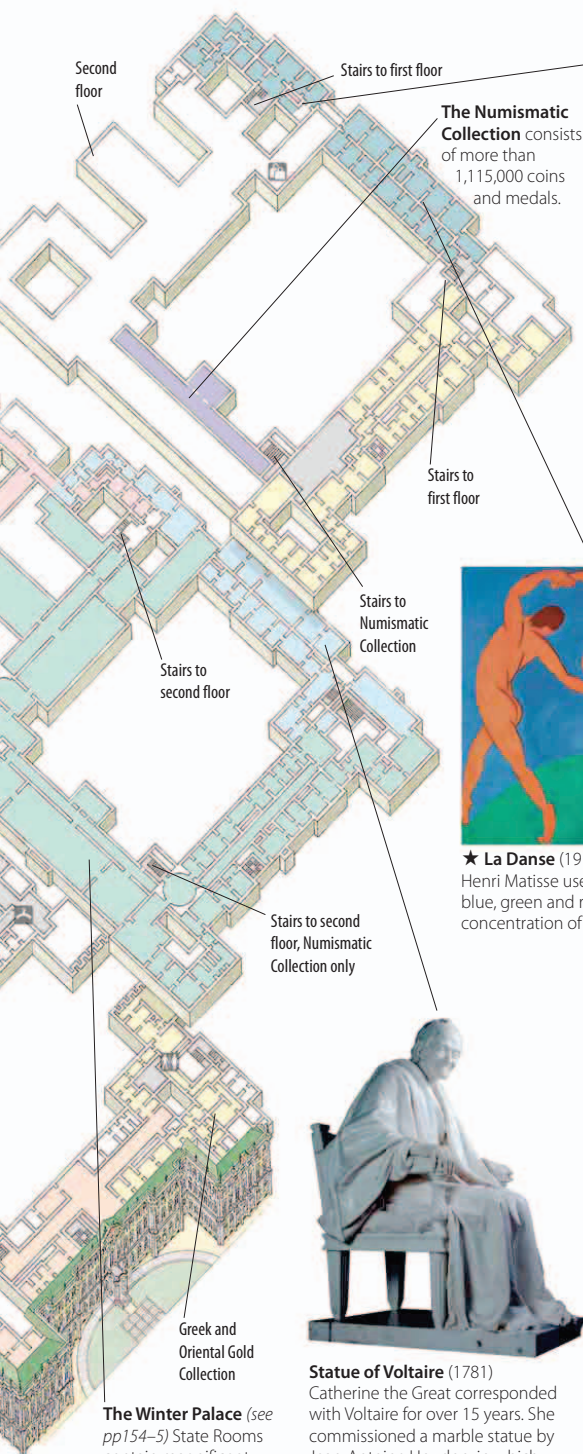 Second
floor
Stairs to first floor
The Numismatic
Collection consists
of more than
1,115,000 coins
and medals.
Stairs to
first floor
Stairs to
Numismatic
Collection
Stairs to
second floor
★ La Danse (19
Henri Matisse use
blue, green and
concentration of
Stairs to second
floor, Numismatic
Collection only
Greek and
Oriental Gold
Collection
The Winter Palace (see
pp154–5) State Rooms
Statue of Voltaire (1781)
Catherine the Great corresponded
with Voltaire for over 15 years. She
commissioned a marble statue by